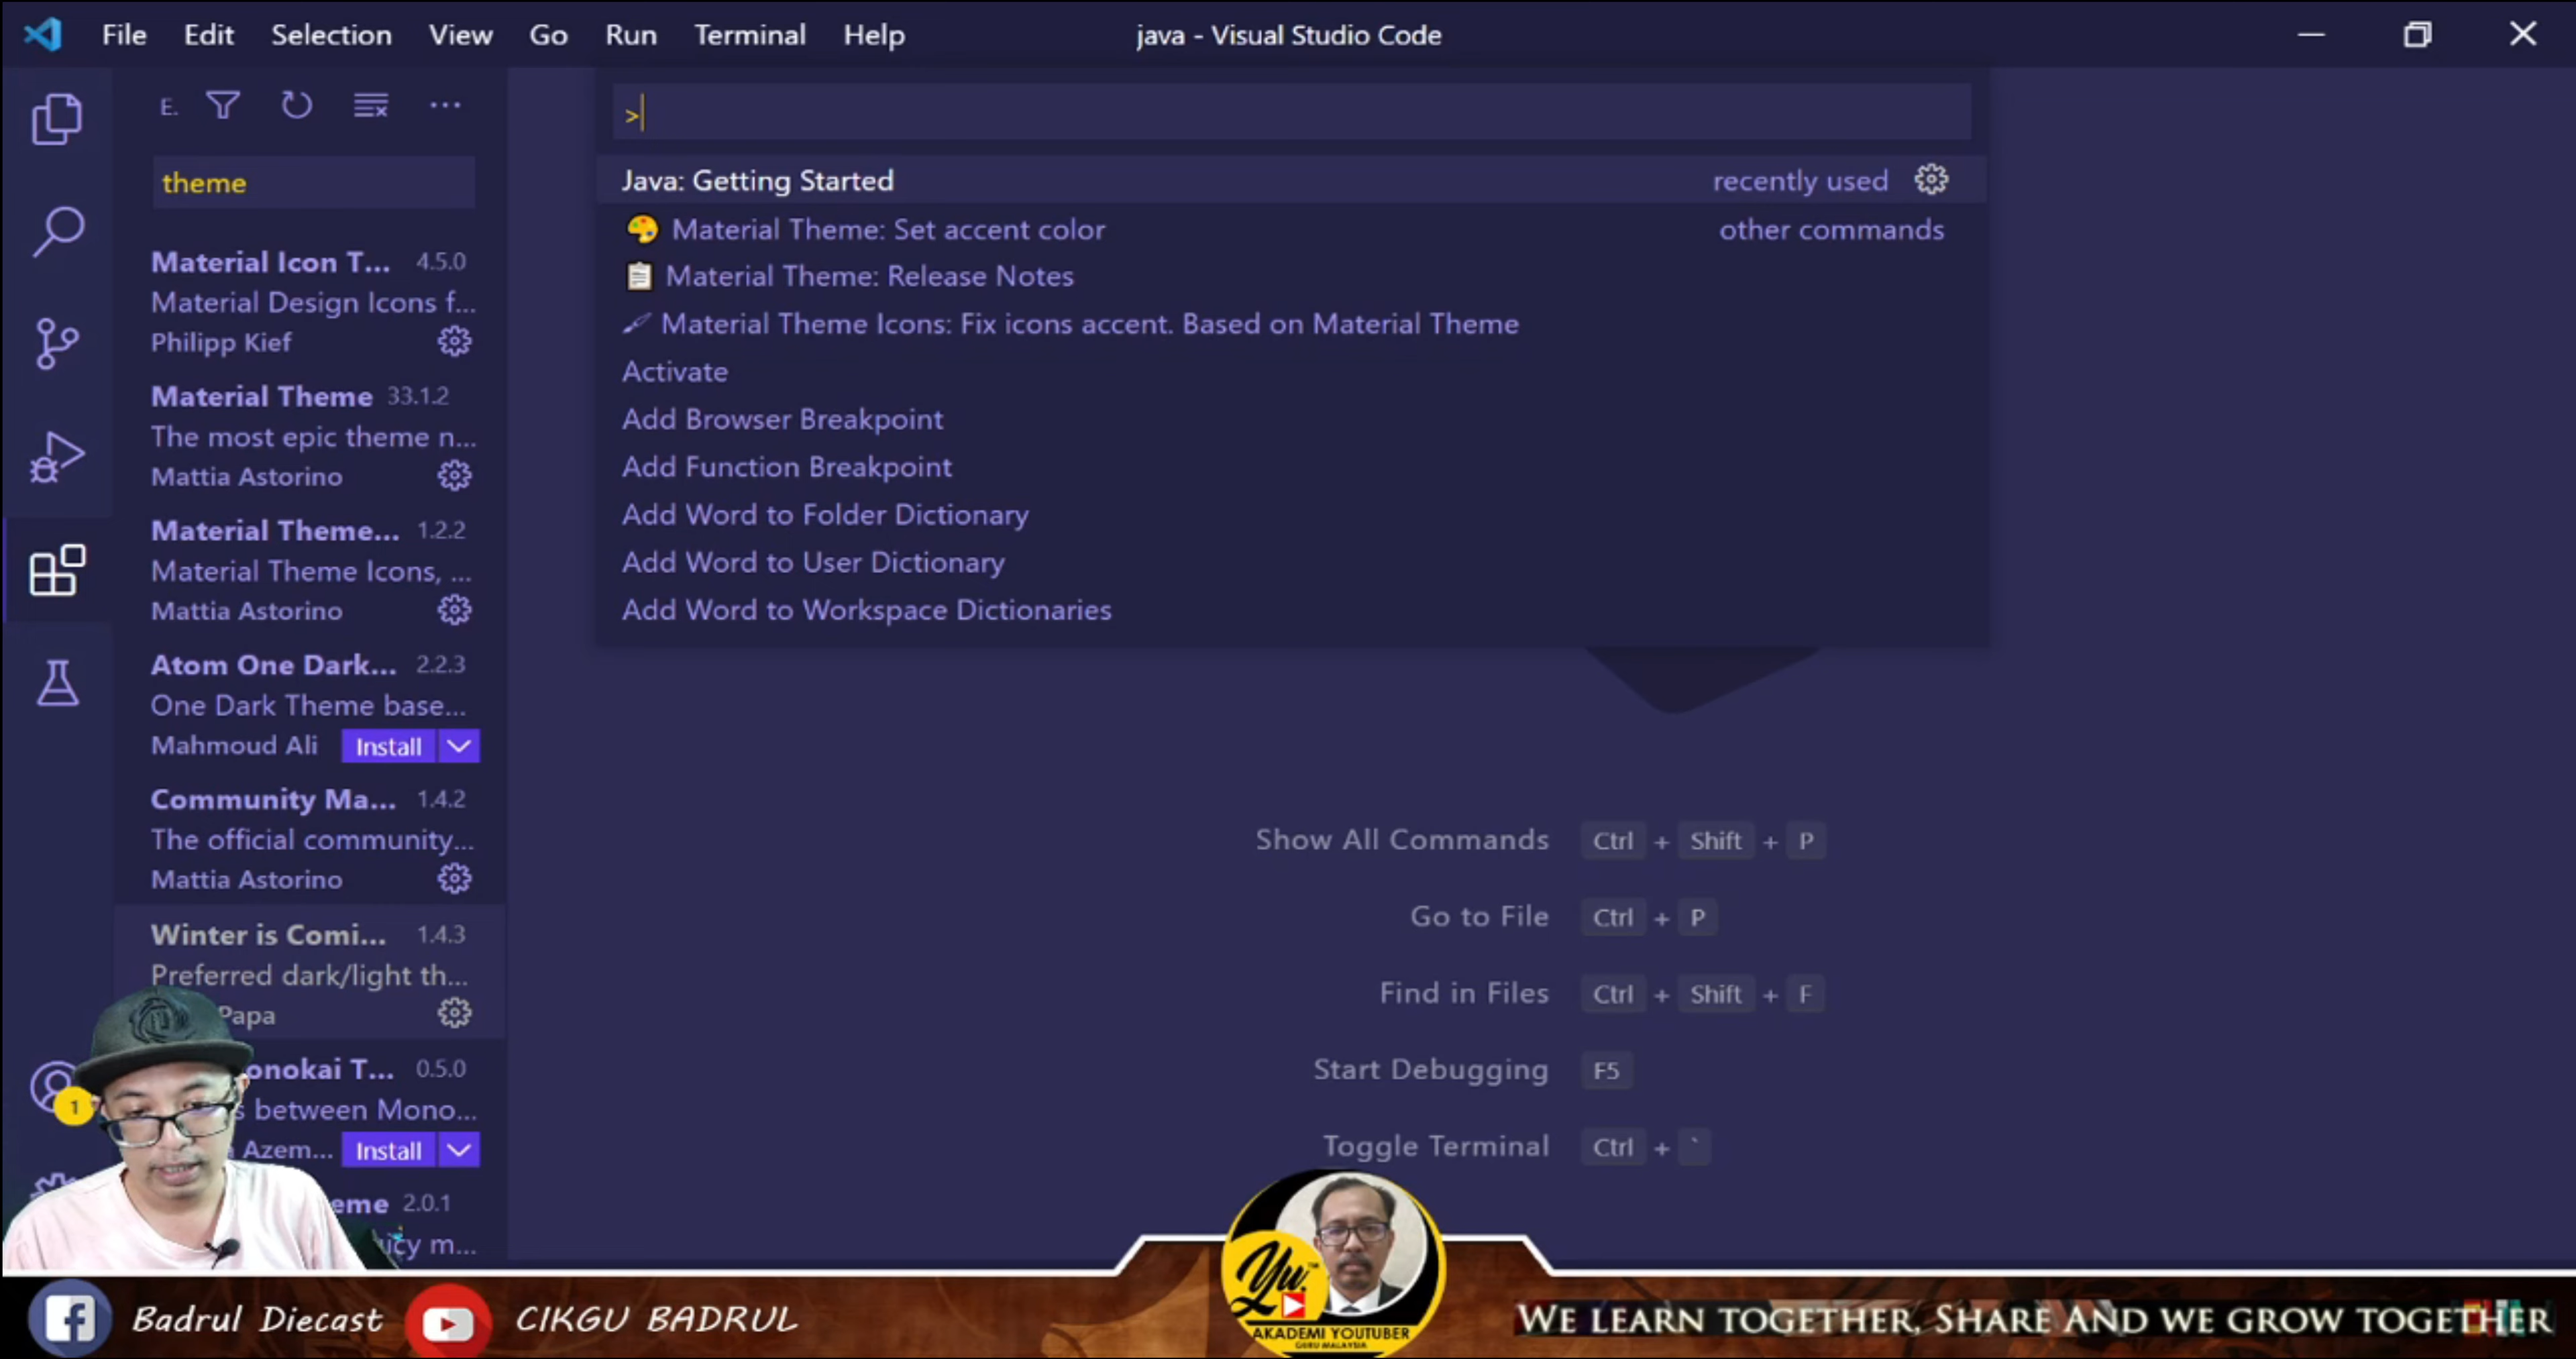 File Edit Selection View Go Run Terminal Help java - Visual Studio Code
E.
theme
Material Icon T... 4.5.0
Material Design Icons f...
Philipp Kief
Material Theme 33.1.2
The most epic theme n...
Mattia Astorino
Material Theme... 1.2.2
Material Theme Icons, ...
Mattia Astorino
Atom One Dark... 2.2.3
One Dark Theme base...
Mahmoud Ali Install
Community Ma... 1.4.2
The official community...
Mattia Astorino
Winter is Comi... 1.4.3
Preferred dark/light th...
Papa
onokai T... 0.5.0
s between Mono...
Azem... Install
eme 2.0.1
icy m...
1
>
Java: Getting Started recently used
Material Theme: Set accent color other commands
Material Theme: Release Notes
Material Theme Icons: Fix icons accent. Based on Material Theme
Activate
Add Browser Breakpoint
Add Function Breakpoint
Add Word to Folder Dictionary
Add Word to User Dictionary
Add Word to Workspace Dictionaries
Show All Commands Ctrl + Shift + P
Go to File Ctrl + P
Find in Files Ctrl + Shift + F
Start Debugging F5
Toggle Terminal Ctrl + `
Badrul Diecast CIKGU BADRUL
AKADEMI YOUTUBER
GURU MALAYSIA
WE LEARN TOGETHER, SHARE AND WE GROW TOGETHER